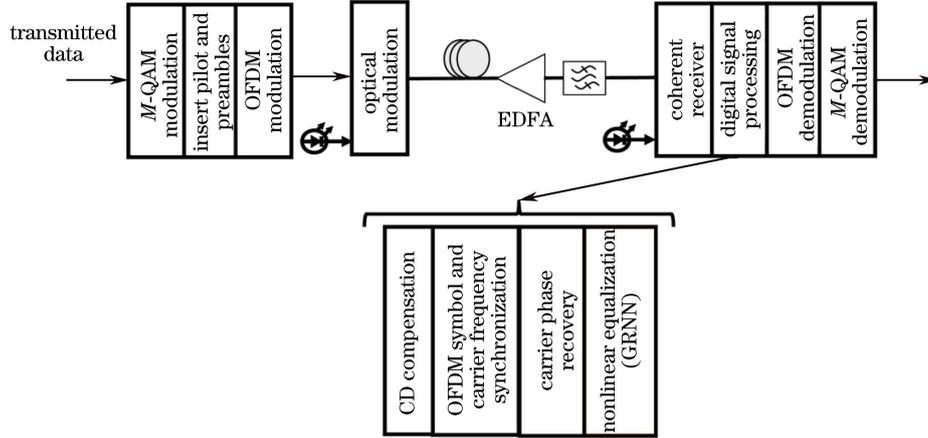 transmitted
data
M-QAM
modulation
insert pilot and
preambles
OFDM
modulation
optical
modulation
EDFA
coherent
receiver
digital signal
processing
OFDM
demodulation
M-QAM
demodulation
CD compensation
OFDM symbol and
carrier frequency
synchronization
carrier phase
recovery
nonlinear equalization
(GRNN)